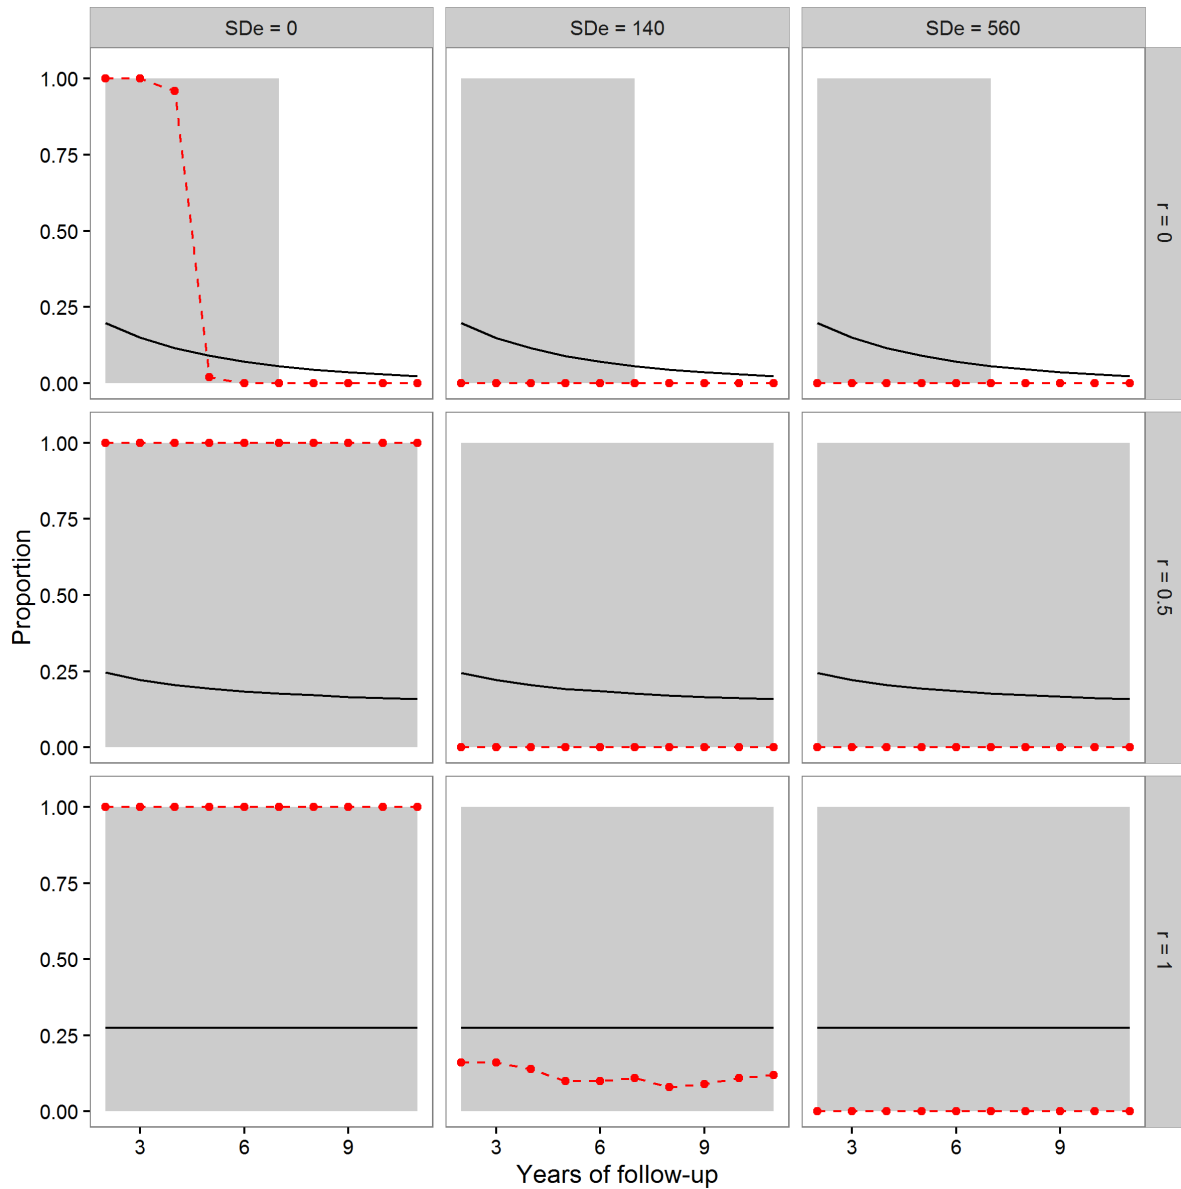 SDe = 0
SDe = 140
SDe = 560
1.00
0.75
0.50
0.25
0.00
r = 0
1.00
0.75
0.50
0.25
0.00
r = 0.5
1.00
0.75
0.50
0.25
0.00
r = 1
Proportion
3 6 9
3 6 9
3 6 9
Years of follow-up